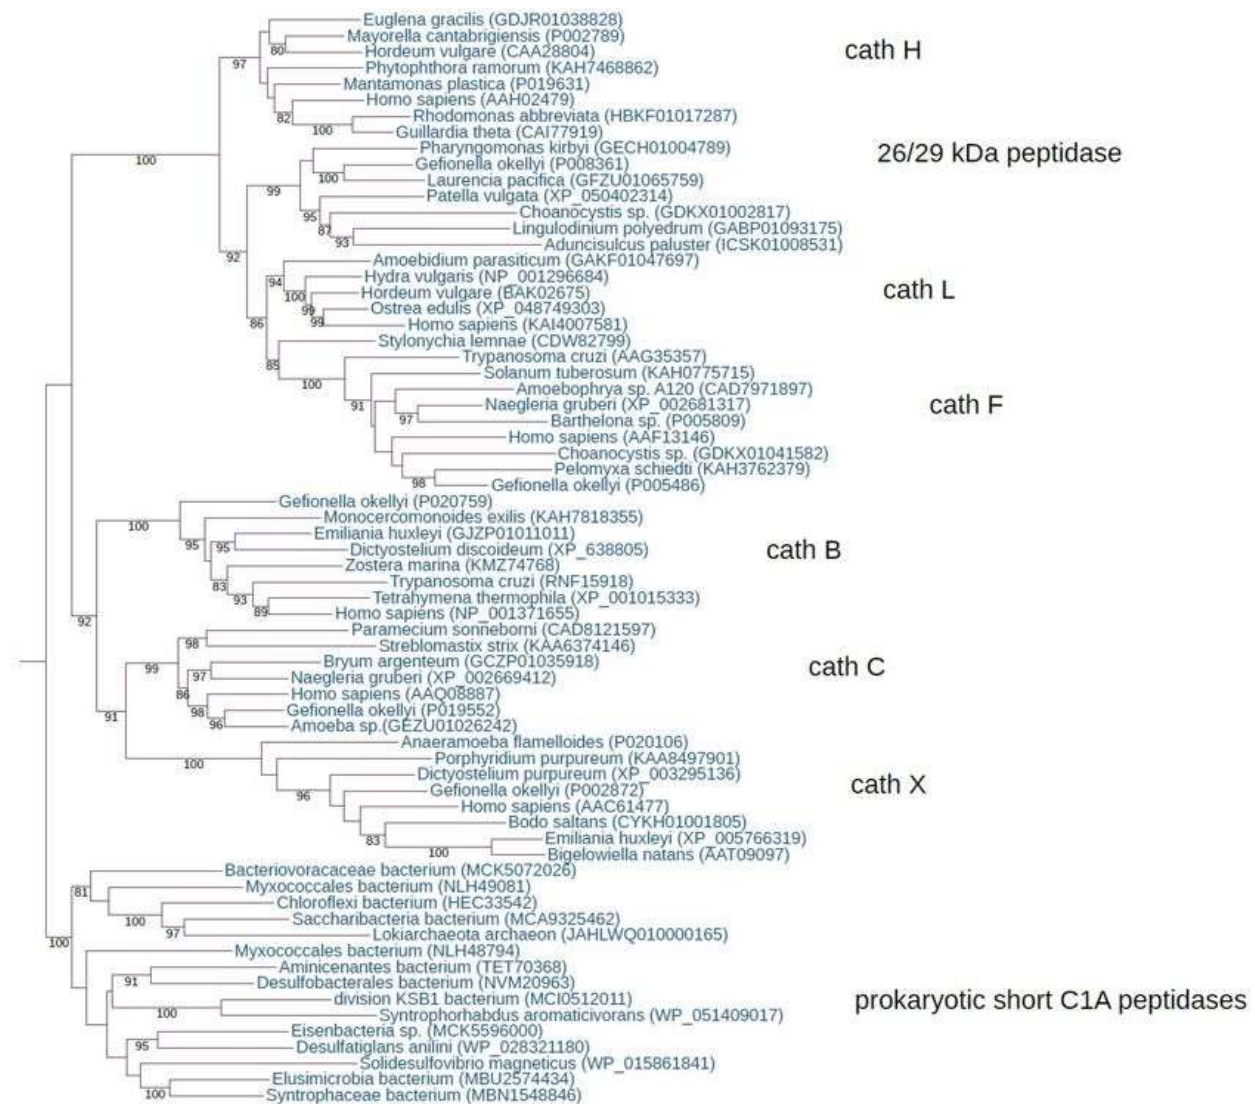 Euglena gracilis (GDJR01038828)
Mayorella cantabrigiensis (P002789)
80
Hordeum vulgare (CAA28804)
cath H
97
Phytophthora ramorum (KAH7468862)
Mantamonas plastica (P019631)
Homo sapiens (AAH02479)
82
Rhodomonas abbreviata (HBKF01017287)
100
Guillardia theta (CAI77919)
Pharyngomonas kirbyi (GECH01004789)
26/29 kDa peptidase
100
Gefionella okellyi (P008361)
100
Laurencia pacifica (GFZU01065759)
99
Patella vulgata (XP_050402314)
95
Choanocystis sp. (GDKX01002817)
87
Lingulodinium polyedrum (GABP01093175)
93
Aduncisulcus paluster (ICSK01008531)
92
Amoebidium parasiticum (GAKF01047697)
94
Hydra vulgaris (NP_001296684)
100
Hordeum vulgare (BAK02675)
cath L
99
Ostrea edulis (XP_048749303)
99
Homo sapiens (KAI4007581)
86
Stylonychia lemnae (CDW82799)
85
Trypanosoma cruzi (AAG35357)
Solanum tuberosum (KAH0775715)
100
Amoebophrya sp. A120 (CAD7971897)
91
Naegleria gruberi (XP_002681317)
cath F
97
Barthelona sp. (P005809)
Homo sapiens (AAF13146)
Choanocystis sp. (GDKX01041582)
Pelomyxa schiedti (KAH3762379)
98
Gefionella okellyi (P005486)
Gefionella okellyi (P020759)
100
Monocercomonoides exilis (KAH7818355)
Emiliania huxleyi (GJZP01011011)
95
95
Dictyostelium discoideum (XP_638805)
cath B
Zostera marina (KMZ74768)
83
Trypanosoma cruzi (RNF15918)
93
Tetrahymena thermophila (XP_001015333)
89
Homo sapiens (NP_001371655)
92
Paramecium sonneborni (CAD8121597)
98
Streblomastix strix (KAA6374146)
99
Bryum argenteum (GCZP01035918)
cath C
97
Naegleria gruberi (XP_002669412)
86
Homo sapiens (AAQ08887)
98
Gefionella okellyi (P019552)
91
96
Amoeba sp.(GEZU01026242)
Anaeramoeba flamelloides (P020106)
100
Porphyridium purpureum (KAA8497901)
Dictyostelium purpureum (XP_003295136)
96
Gefionella okellyi (P002872)
cath X
Homo sapiens (AAC61477)
Bodo saltans (CYKH01001805)
83
Emiliania huxleyi (XP_005766319)
100
Bigelowiella natans (AAT09097)
Bacteriovoracaceae bacterium (MCK5072026)
81
Myxococcales bacterium (NLH49081)
Chloroflexi bacterium (HEC33542)
100
Saccharibacteria bacterium (MCA9325462)
97
Lokiarchaeota archaeon (JAHLWQ010000165)
100
Myxococcales bacterium (NLH48794)
Aminicenantes bacterium (TET70368)
91
Desulfobacterales bacterium (NVM20963)
division KSB1 bacterium (MCI0512011)
prokaryotic short C1A peptidases
100
Syntrophorhabdus aromaticivorans (WP_051409017)
Eisenbacteria sp. (MCK5596000)
95
Desulfatiglans anilini (WP_028321180)
Solidesulfovibrio magneticus (WP_015861841)
Elusimicrobia bacterium (MBU2574434)
100
Syntrophaceae bacterium (MBN1548846)